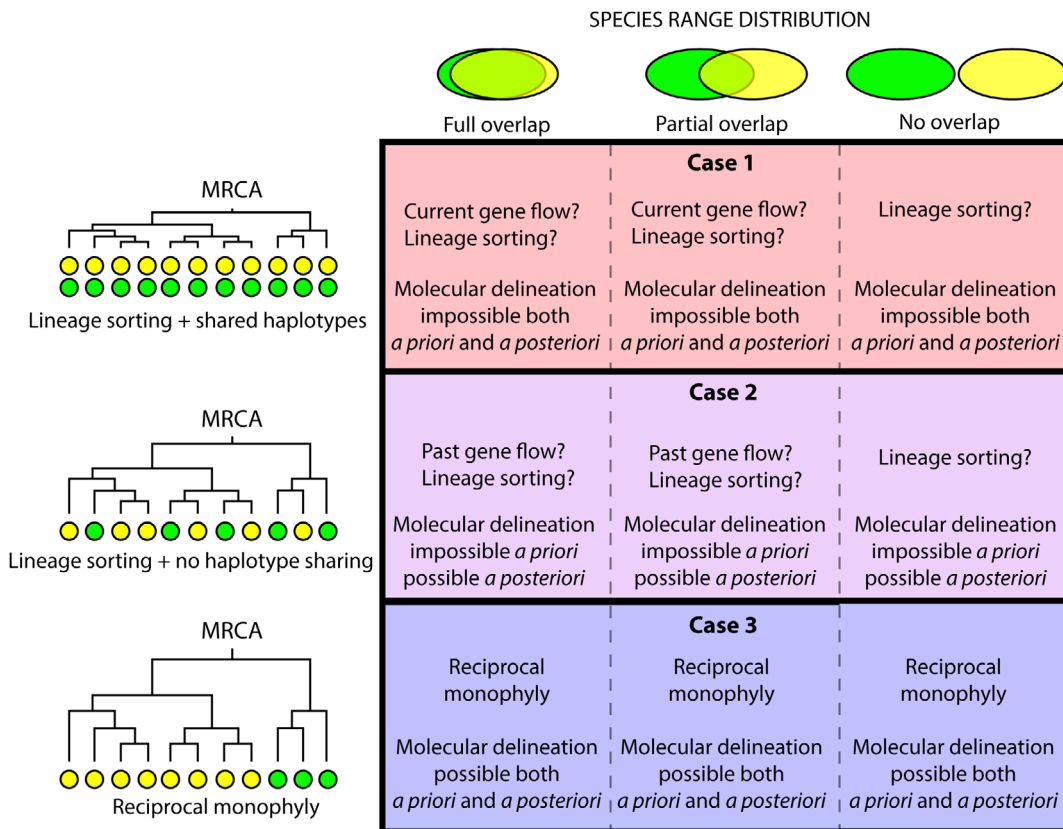 SPECIES RANGE DISTRIBUTION
Full overlap
Partial overlap
No overlap
MRCA
Lineage sorting + shared haplotypes
Case 1
Current gene flow?
Lineage sorting?
Current gene flow?
Lineage sorting?
Lineage sorting?
Molecular delineation
impossible both
a priori and a posteriori
Molecular delineation
impossible both
a priori and a posteriori
Molecular delineation
impossible both
a priori and a posteriori
MRCA
Lineage sorting + no haplotype sharing
Case 2
Past gene flow?
Lineage sorting?
Past gene flow?
Lineage sorting?
Lineage sorting?
Molecular delineation
impossible a priori
possible a posteriori
Molecular delineation
impossible a priori
possible a posteriori
Molecular delineation
impossible a priori
possible a posteriori
MRCA
Reciprocal monophyly
Case 3
Reciprocal
monophyly
Reciprocal
monophyly
Reciprocal
monophyly
Molecular delineation
possible both
a priori and a posteriori
Molecular delineation
possible both
a priori and a posteriori
Molecular delineation
possible both
a priori and a posteriori